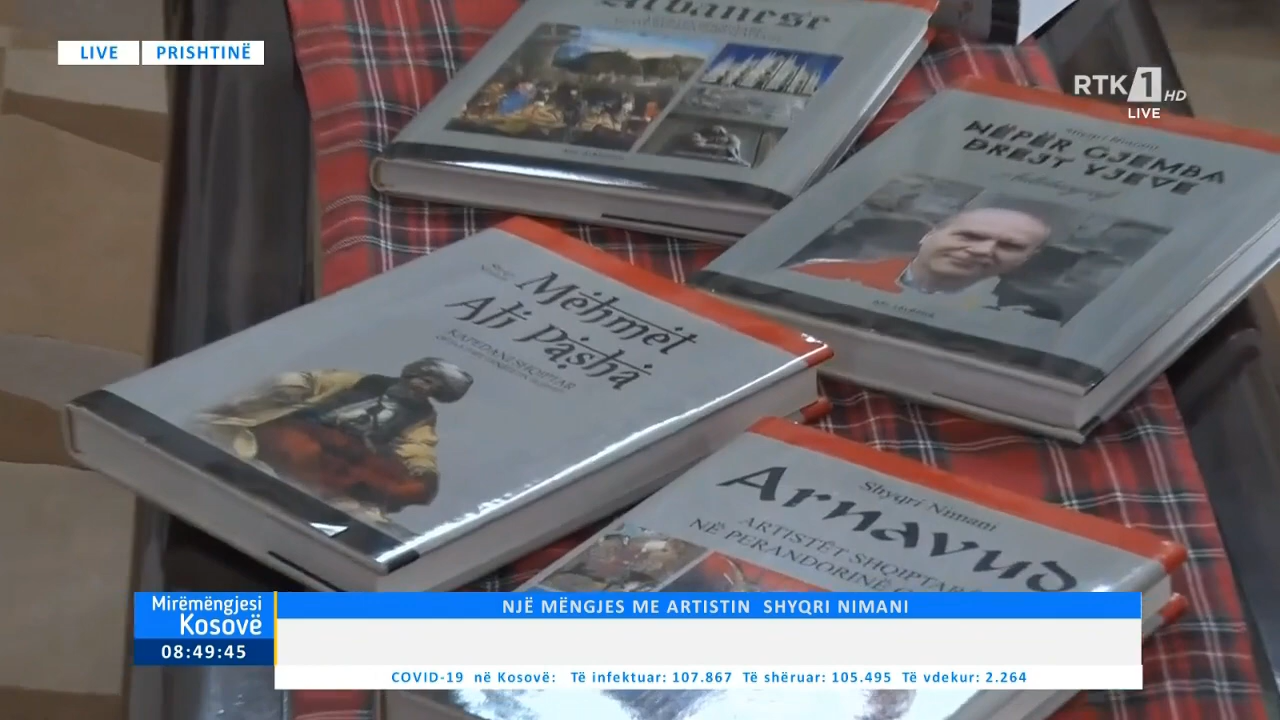 LIVE PRISHTINË
RTK 1 HD
LIVE
Albanese
NËPËR GJEMBA
DREJT YJEVE
Mehmet
Ali Pasha
KAPEDANI SHQIPTAR
Shyqri Nimani
Arnavud
ARTISTËT SHQIPTARË
NË PERANDORINË
Mirëmëngjesi
Kosovë
08:49:45
NJË MËNGJES ME ARTISTIN SHYQRI NIMANI
COVID-19 në Kosovë: Të infektuar: 107.867 Të shëruar: 105.495 Të vdekur: 2.264